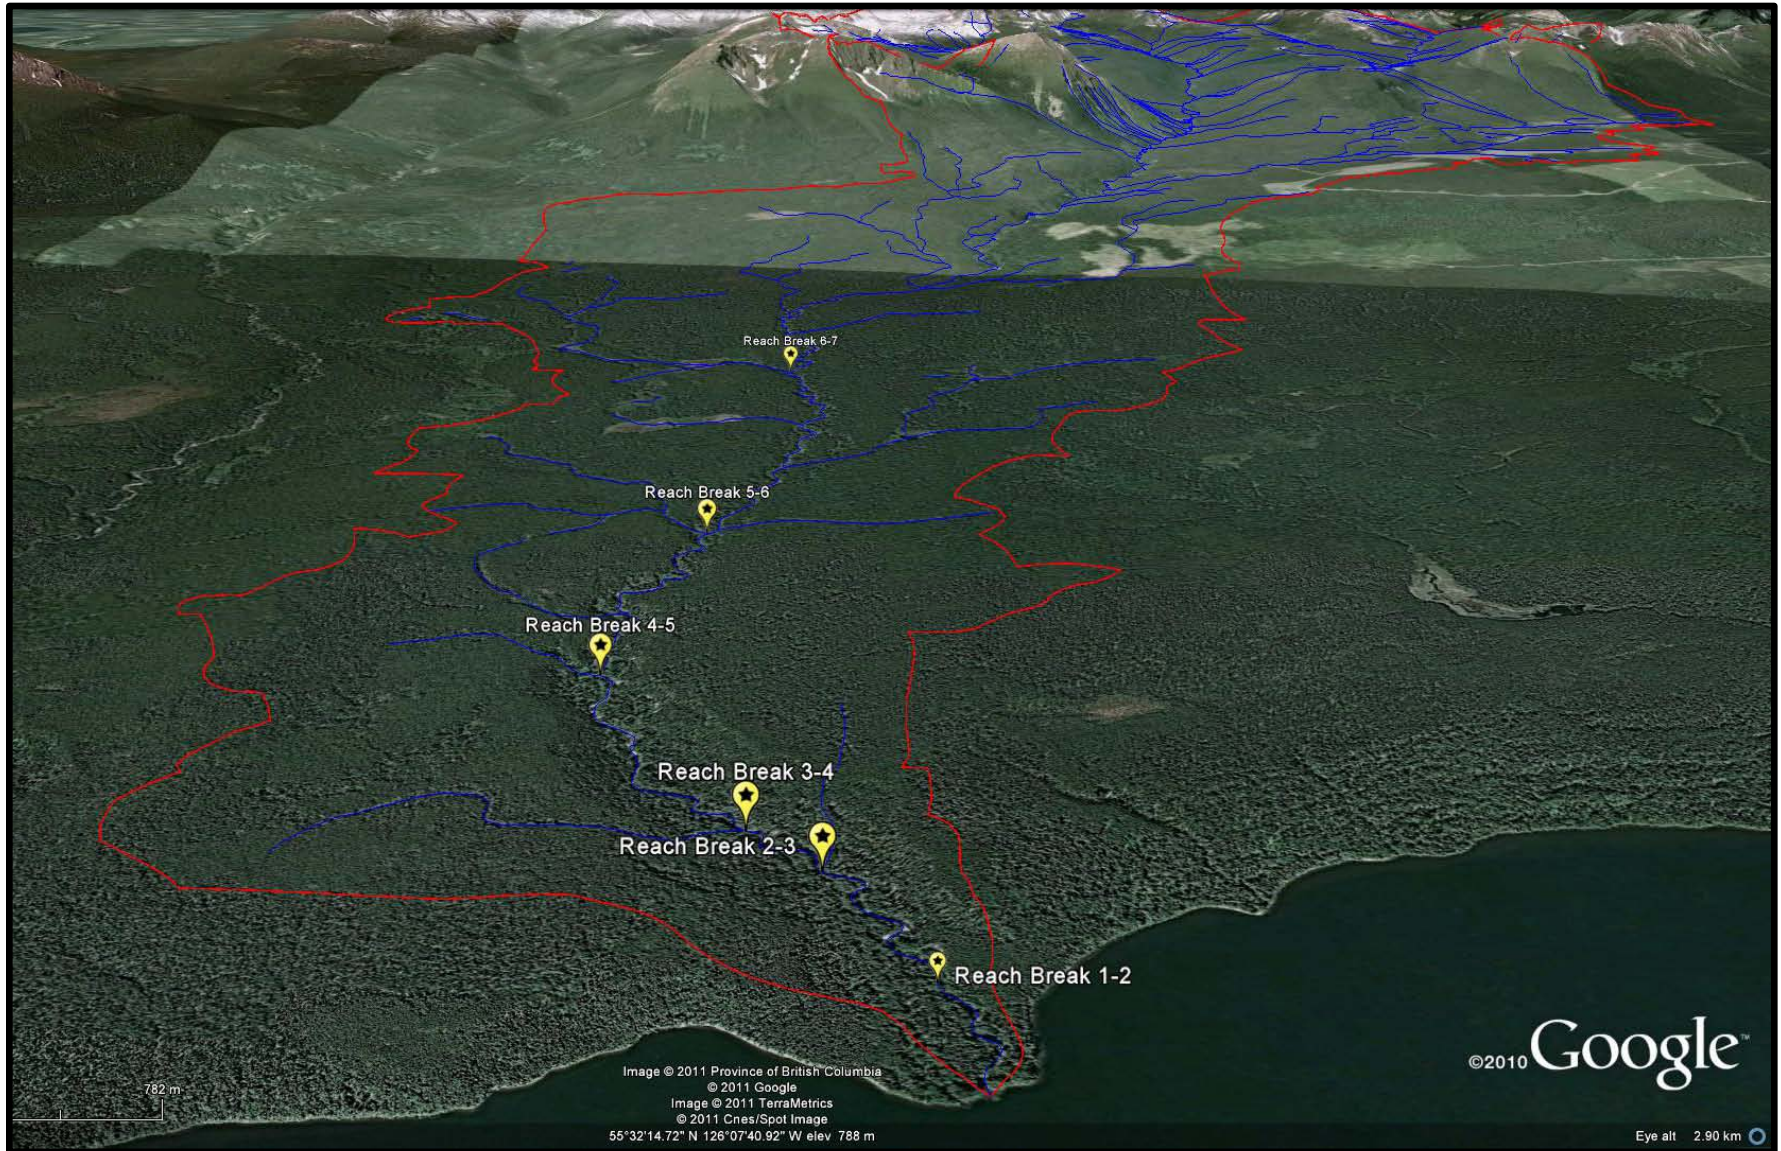 Reach Break 6-7
Reach Break 5-6
Reach Break 4-5
Reach Break 3-4
Reach Break 2-3
Reach Break 1-2
©2010 Google™
782 m
Image © 2011 Province of British Columbia
© 2011 Google
Image © 2011 TerraMetrics
© 2011 Cnes/Spot Image
55°32'14.72" N 126°07'40.92" W elev 788 m
Eye alt 2.90 km